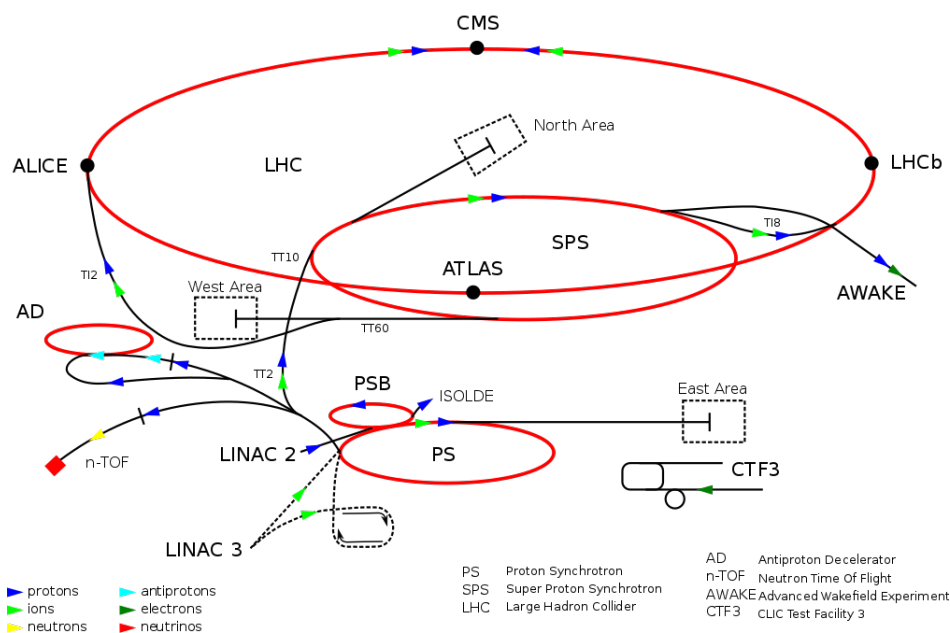 CMS
North Area
ALICE
LHC
LHCb
SPS
TI8
TT10
ATLAS
TI2
West Area
AWAKE
AD
TT60
TT2
PSB
ISOLDE
East Area
LINAC 2
PS
n-TOF
CTF3
LINAC 3
protons
ions
neutrons
antiprotons
electrons
neutrinos
PS Proton Synchrotron
SPS Super Proton Synchrotron
LHC Large Hadron Collider
AD Antiproton Decelerator
n-TOF Neutron Time Of Flight
AWAKE Advanced Wakefield Experiment
CTF3 CLIC Test Facility 3